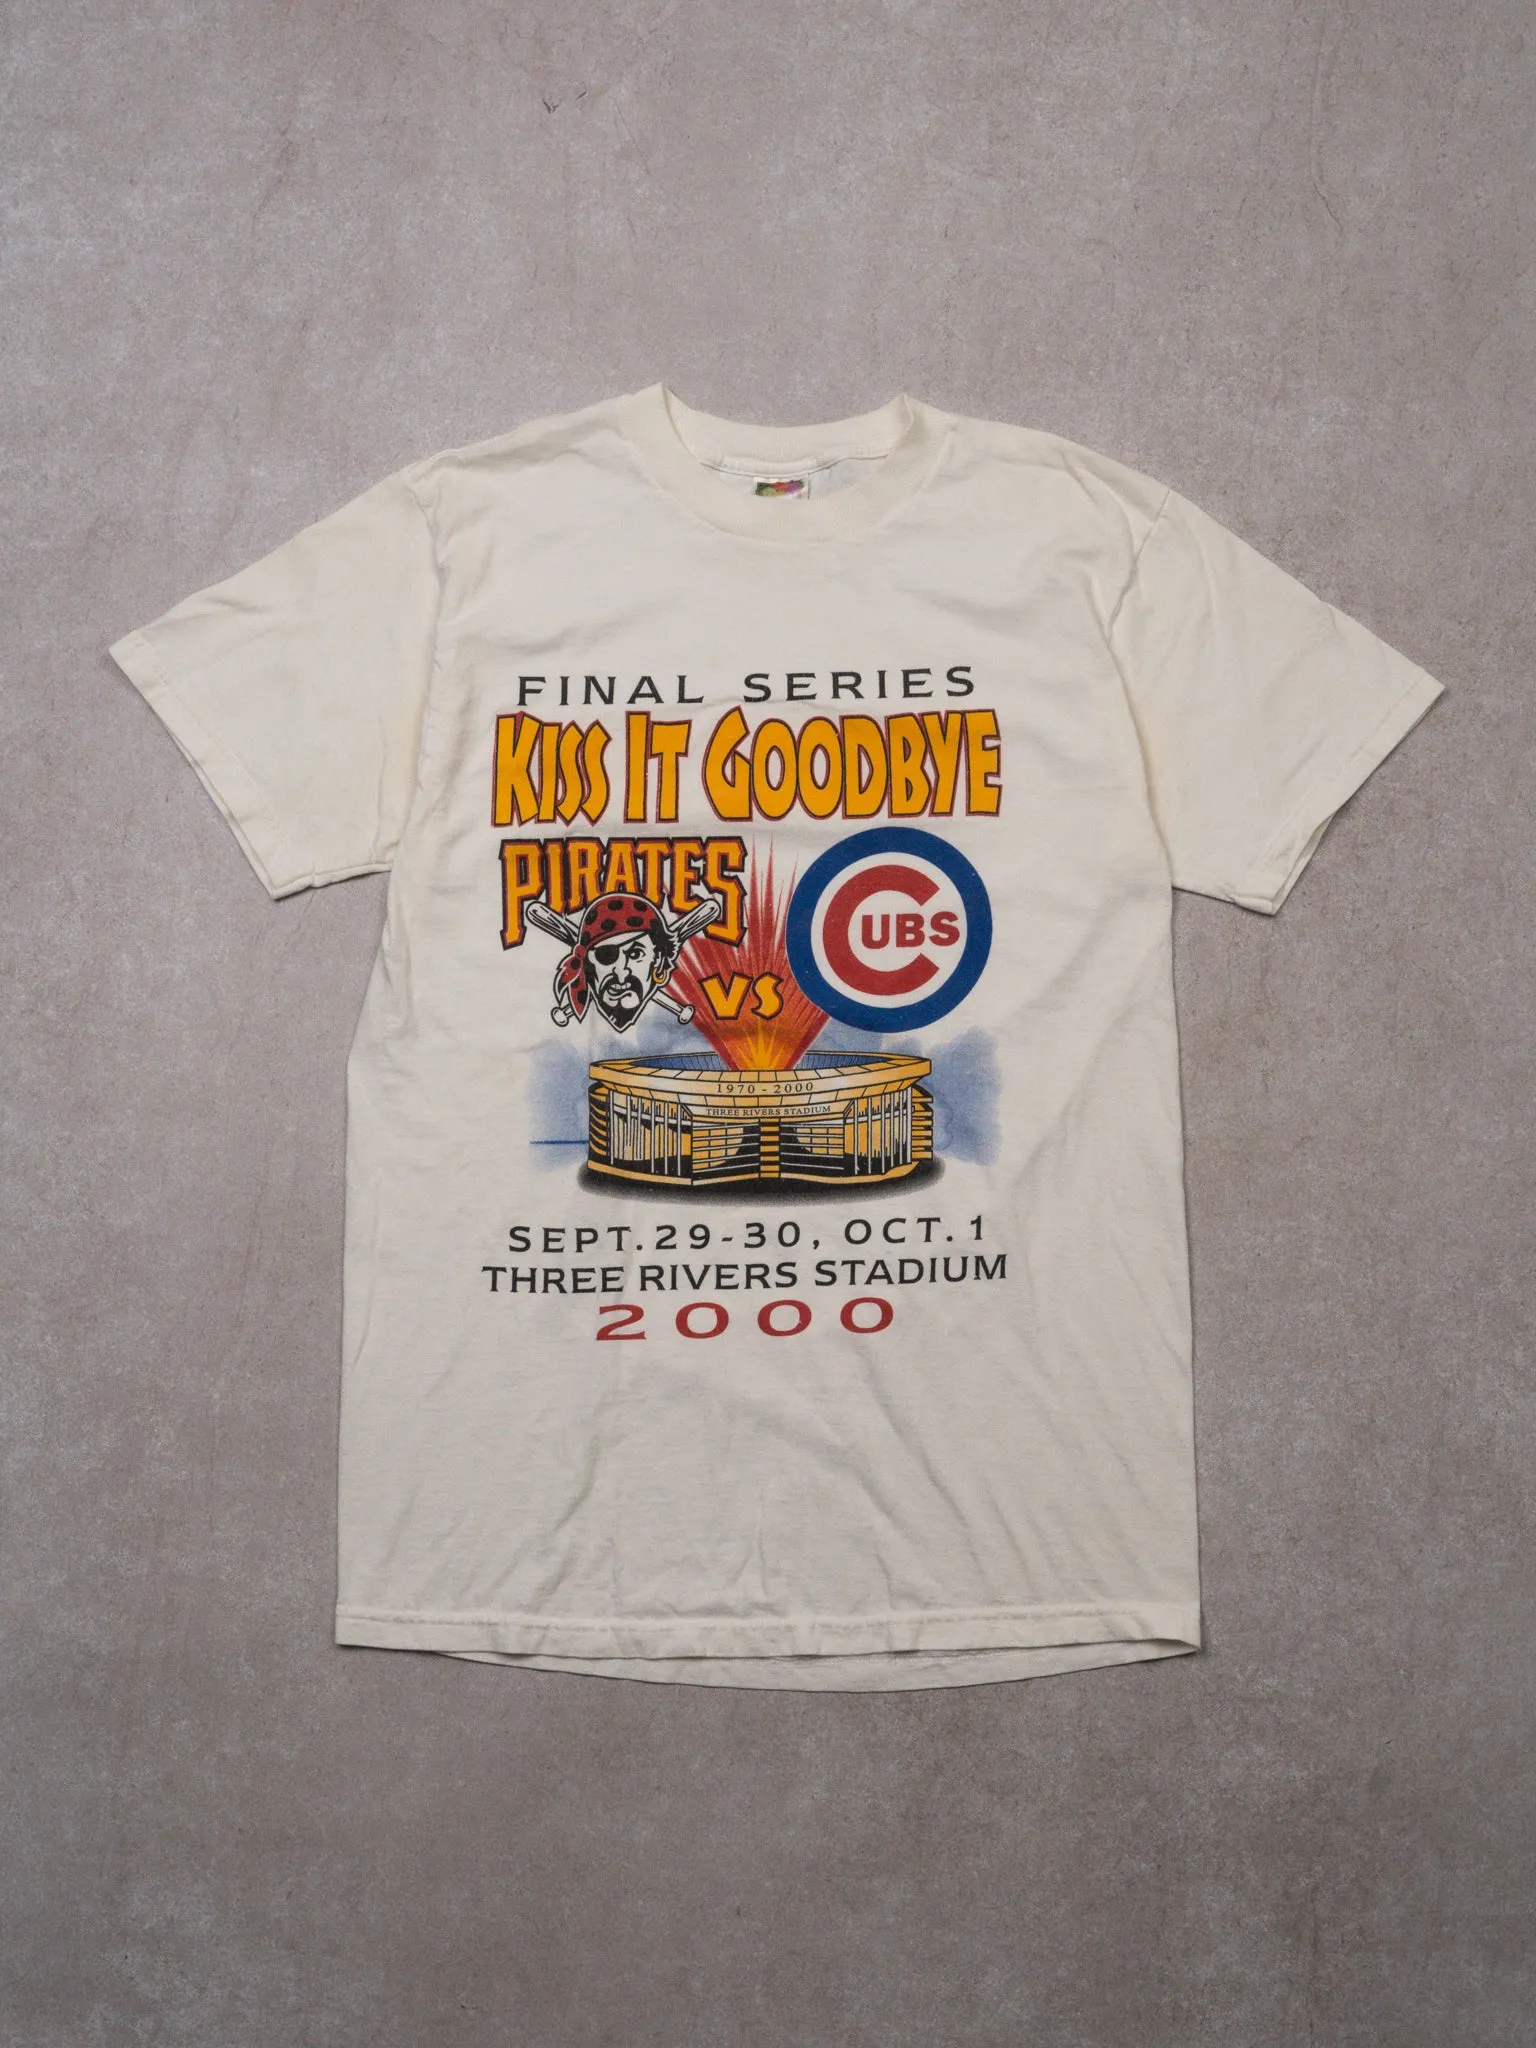 FINAL SERIES
KISS IT GOODBYE
PIRATES
CUBS
VS
1970 - 2000
THREE RIVERS STADIUM
SEPT. 29-30, OCT. 1
THREE RIVERS STADIUM
2000